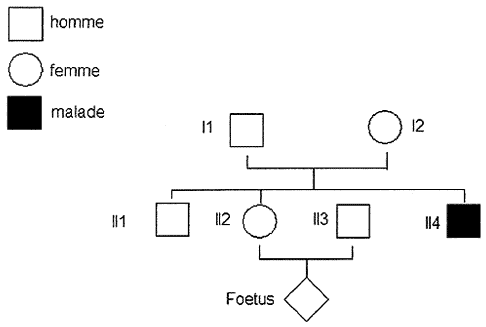 homme
femme
malade
I1
I2
II1
II2
II3
II4
Foetus